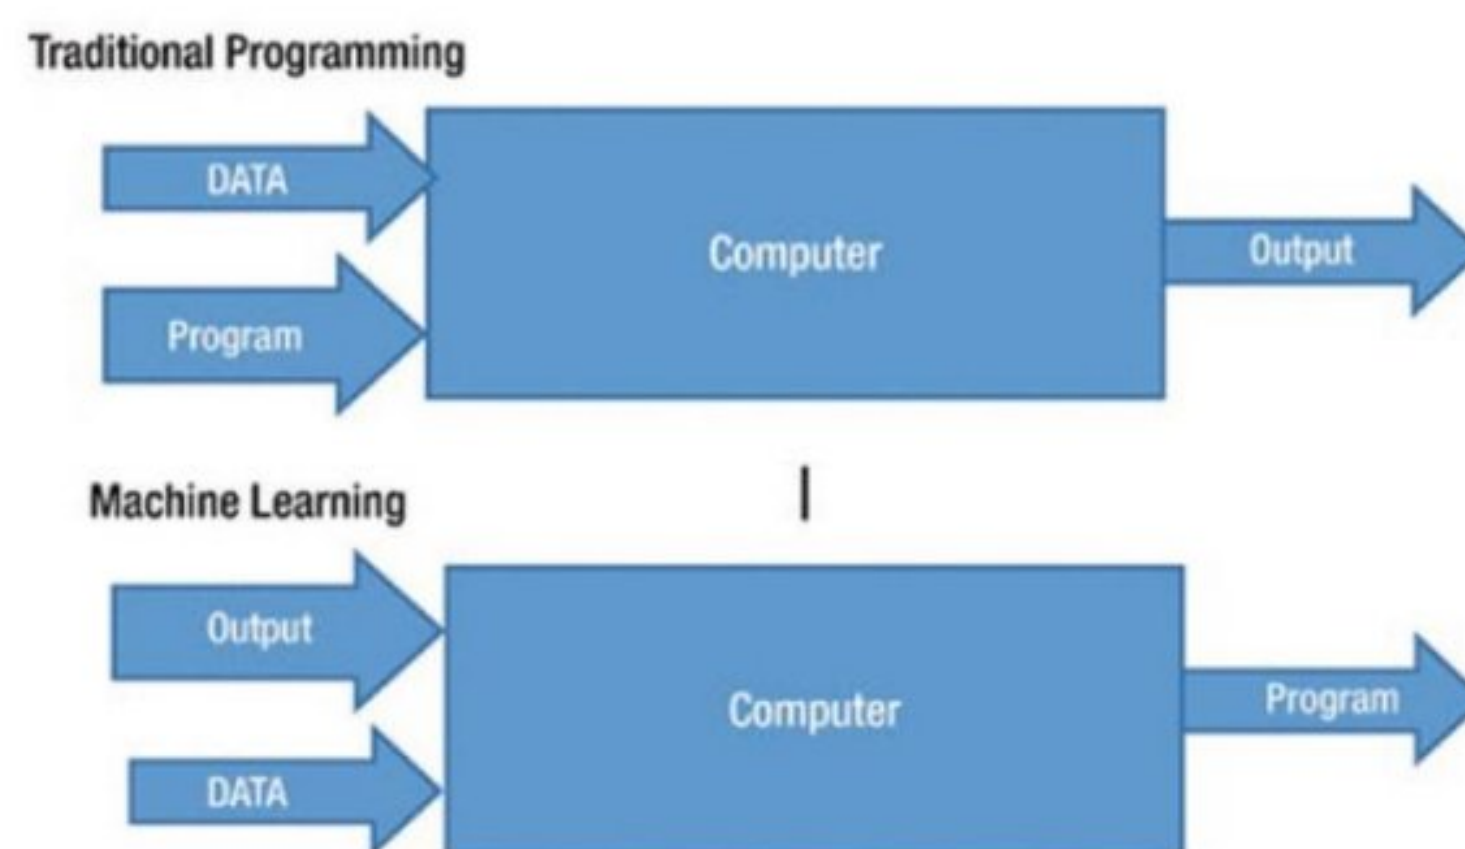 Traditional Programming
DATA
Program
Computer
Output
Machine Learning
Output
DATA
Computer
Program